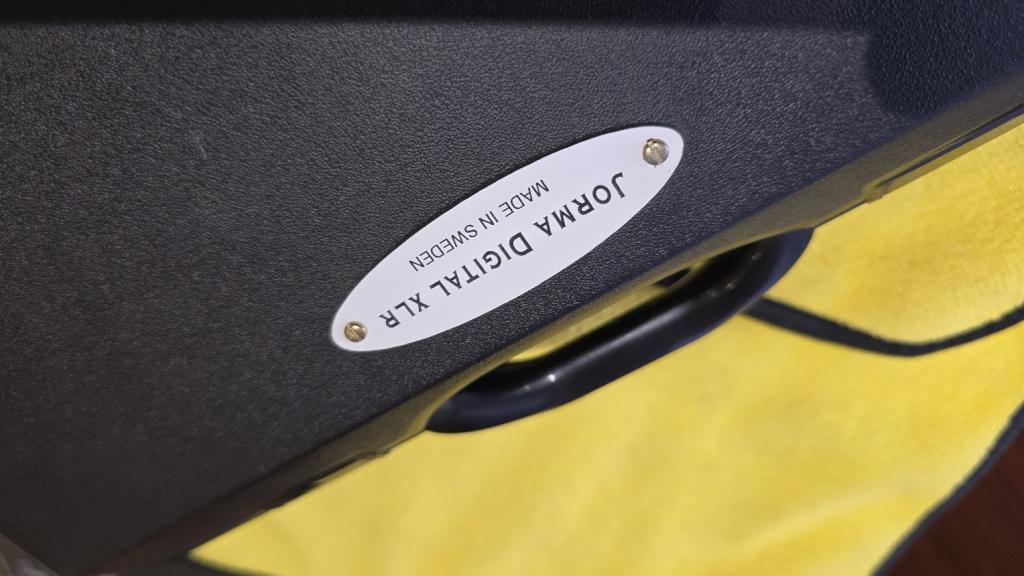 JORMA DIGITAL XLR
MADE IN SWEDEN